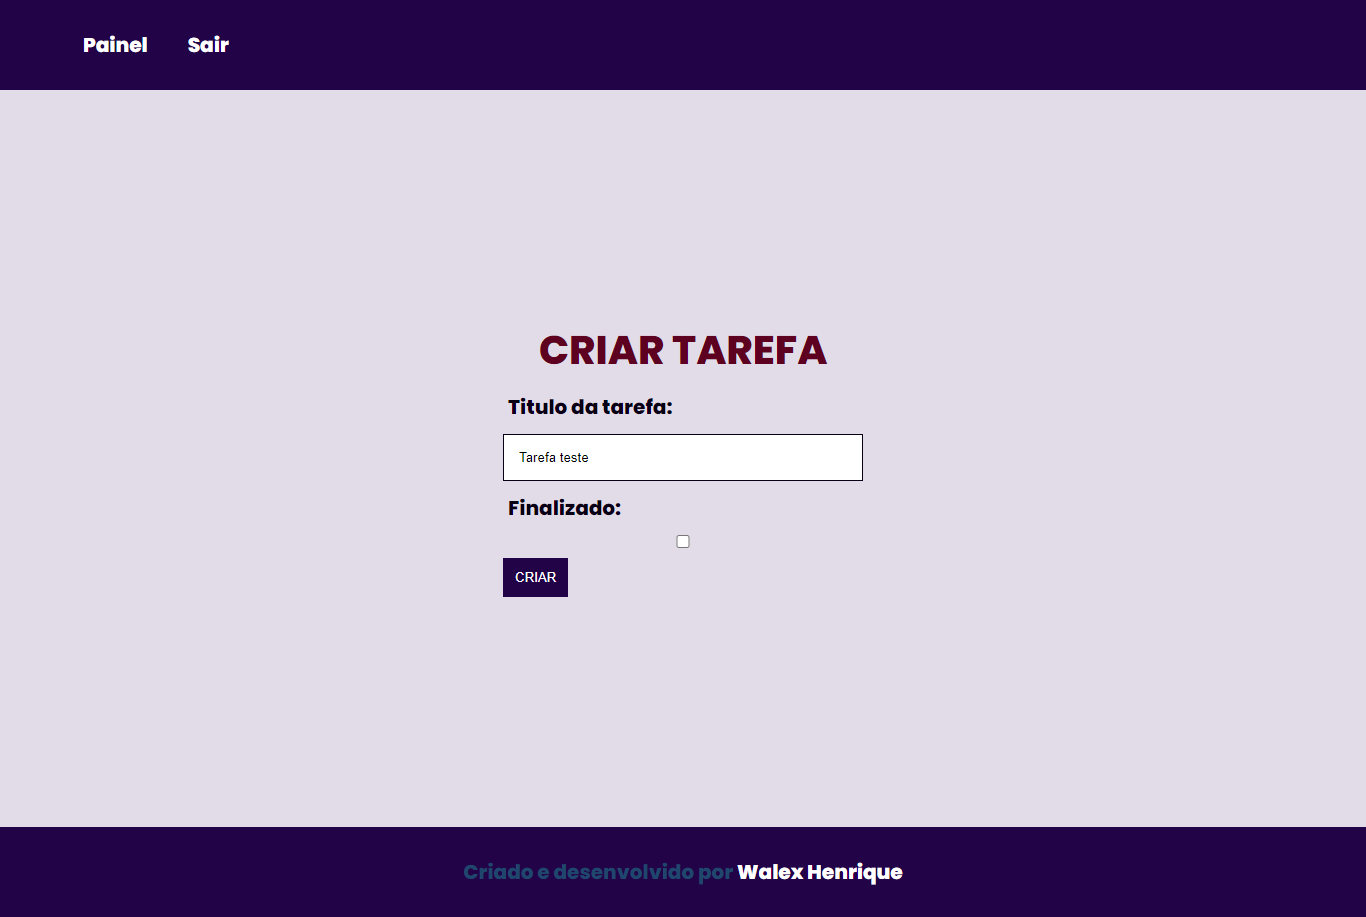 Painel Sair
CRIAR TAREFA
Titulo da tarefa:
Tarefa teste
Finalizado:
CRIAR
Criado e desenvolvido por Walex Henrique